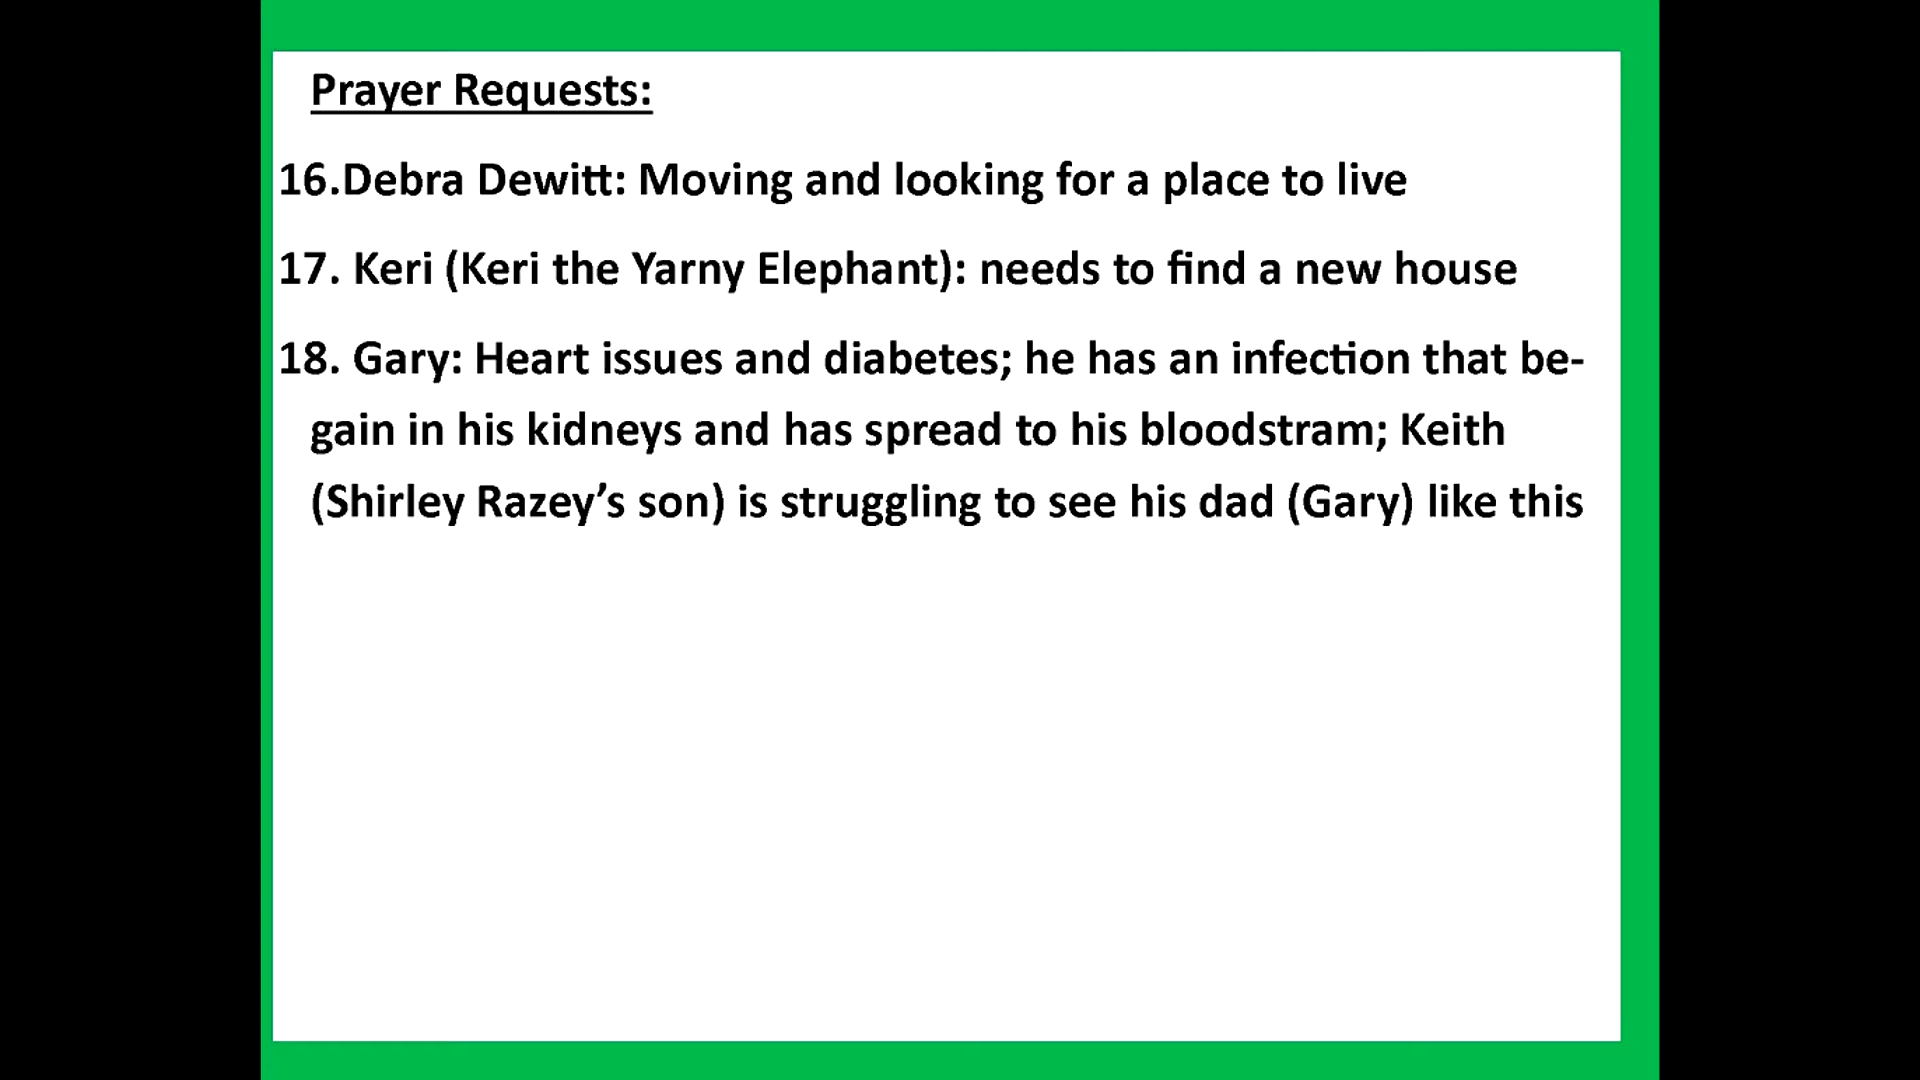 Prayer Requests:
16.Debra Dewitt: Moving and looking for a place to live
17. Keri (Keri the Yarny Elephant): needs to find a new house
18. Gary: Heart issues and diabetes; he has an infection that be-
gain in his kidneys and has spread to his bloodstram; Keith
(Shirley Razey’s son) is struggling to see his dad (Gary) like this